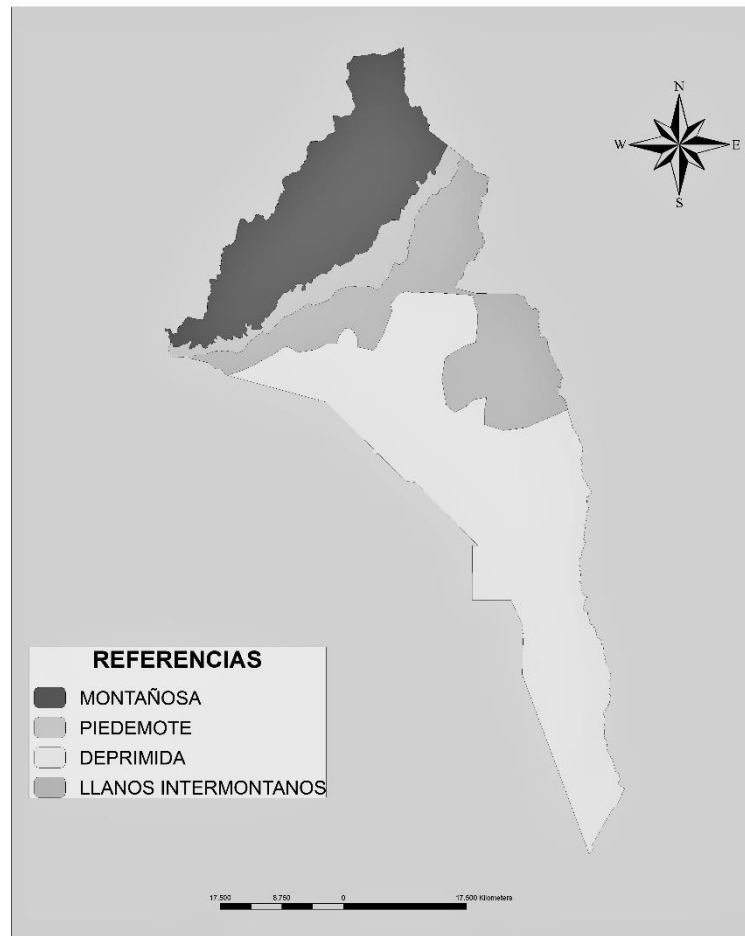 N
W E
S
REFERENCIAS
MONTAÑOSA
PIEDEMOTE
DEPRIMIDA
LLANOS INTERMONTANOS
17.500 8.750 0 17.500 Kilometers